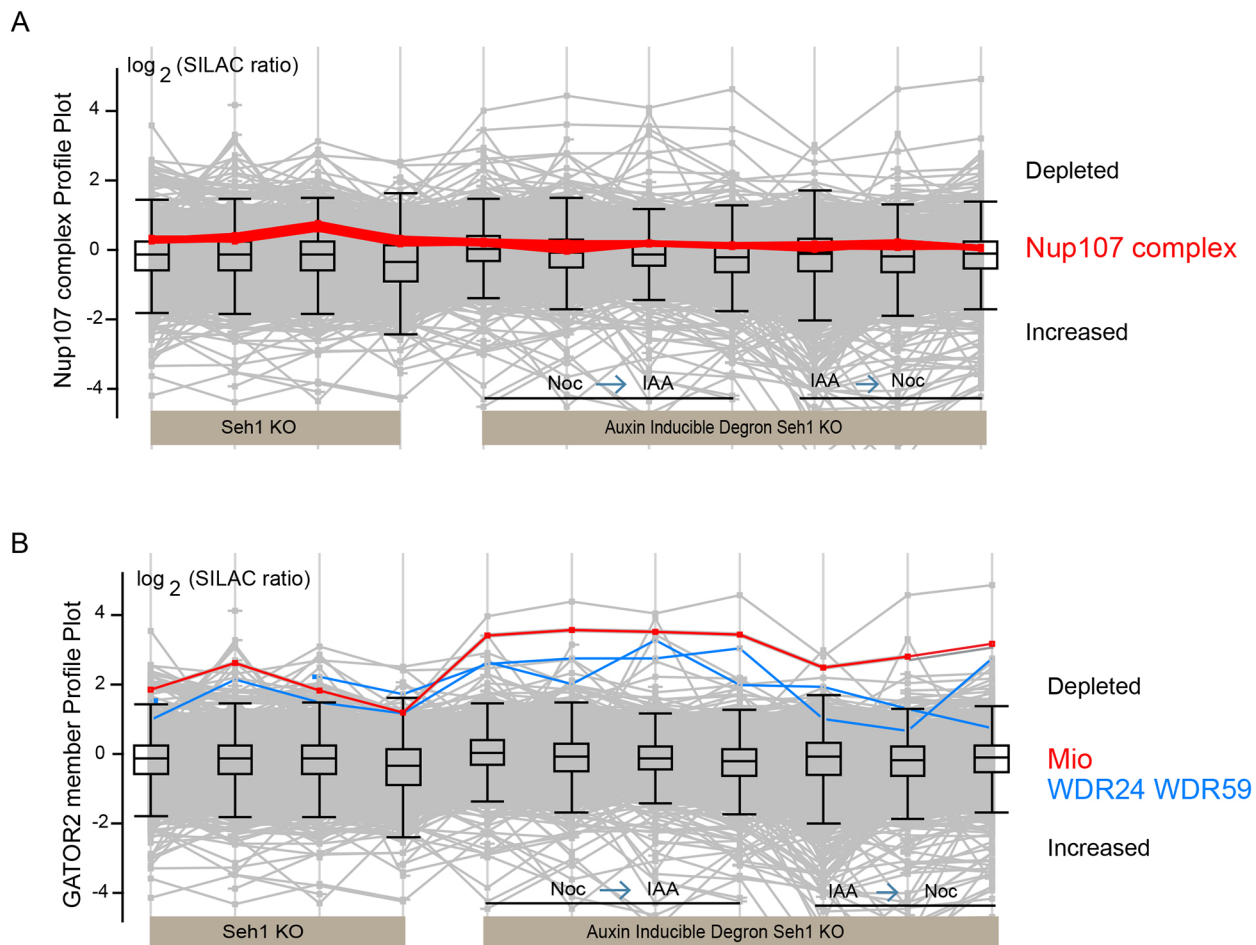 A
log 2 (SILAC ratio)
Nup107 complex Profile Plot
4
2
0
-2
-4
Depleted
Nup107 complex
Increased
Noc → IAA
IAA → Noc
Seh1 KO
Auxin Inducible Degron Seh1 KO
B
log 2 (SILAC ratio)
GATOR2 member Profile Plot
4
2
0
-2
-4
Depleted
Mio
WDR24 WDR59
Increased
Noc → IAA
IAA → Noc
Seh1 KO
Auxin Inducible Degron Seh1 KO